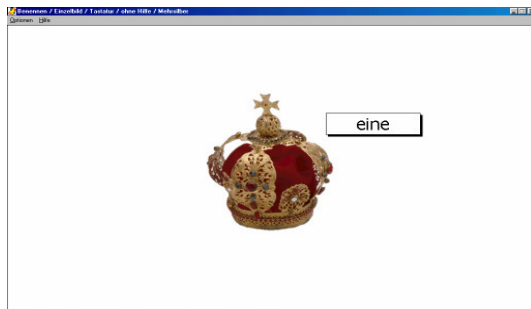 Benennen / Einzelbild / Tastatur / ohne Hilfe / Mehrsilber
Optionen Hilfe
eine